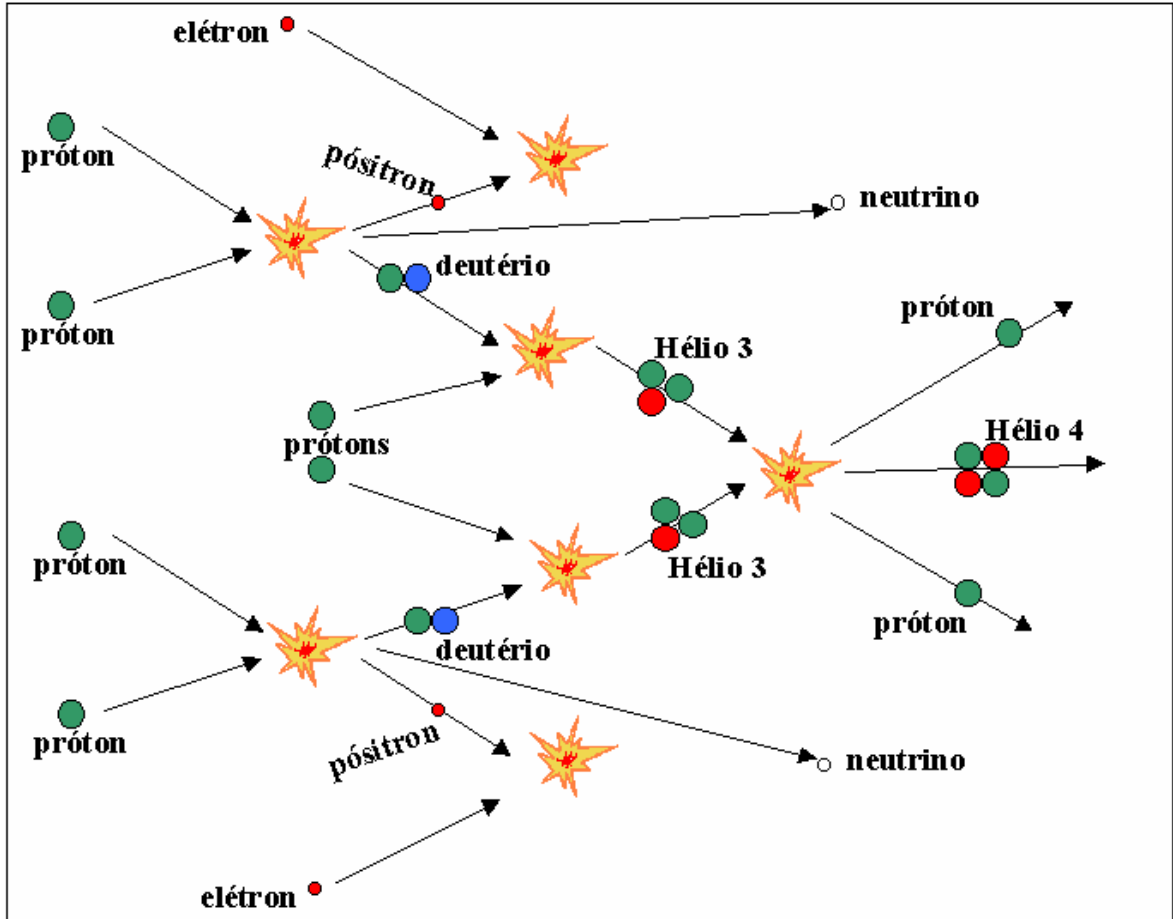 elétron
próton
pósitron
neutrino
deutério
próton
próton
Hélio 3
prótons
Hélio 4
próton
Hélio 3
próton
deutério
próton
pósitron
neutrino
elétron